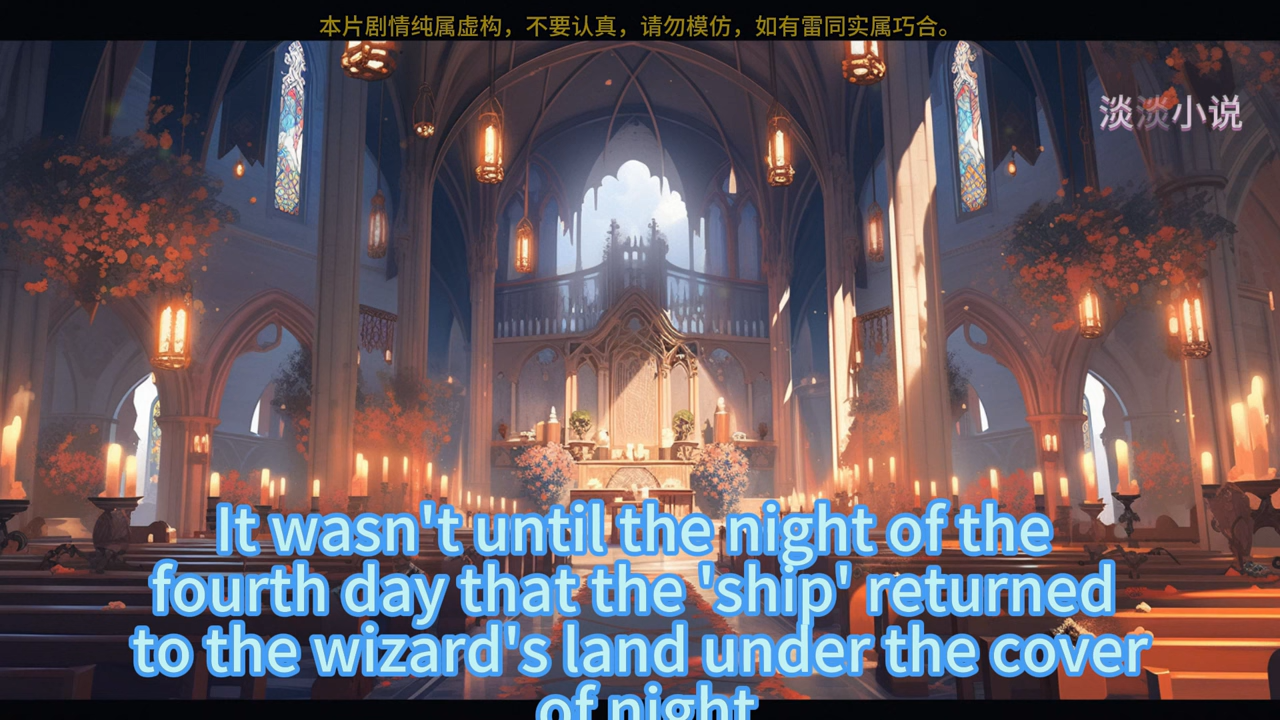 本片剧情纯属虚构，不要认真，请勿模仿，如有雷同实属巧合。
淡淡小说
It wasn't until the night of the
fourth day that the 'ship' returned
to the wizard's land under the cover
of night